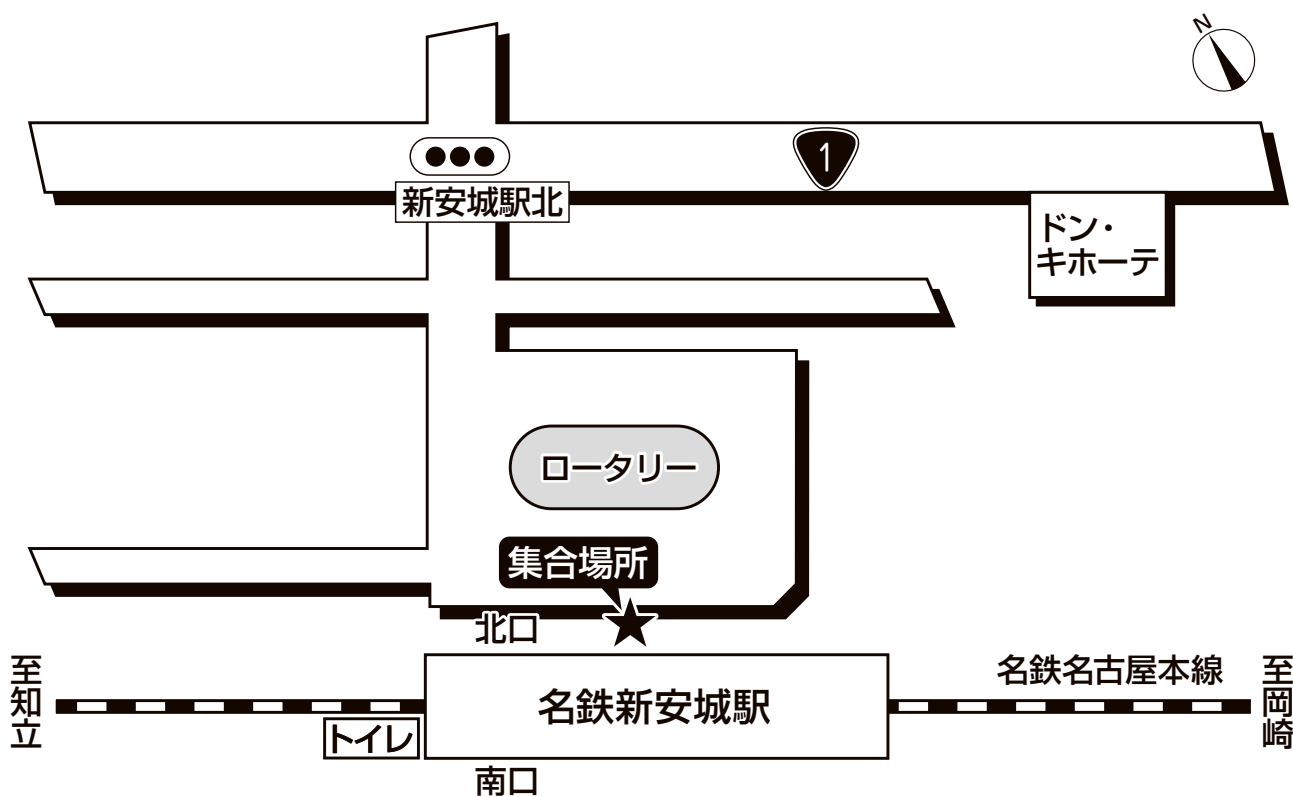 N
1
新安城駅北
ドン・
キホーテ
ロータリー
集合場所
北口
名鉄名古屋本線
至知立
至岡崎
名鉄新安城駅
トイレ
南口